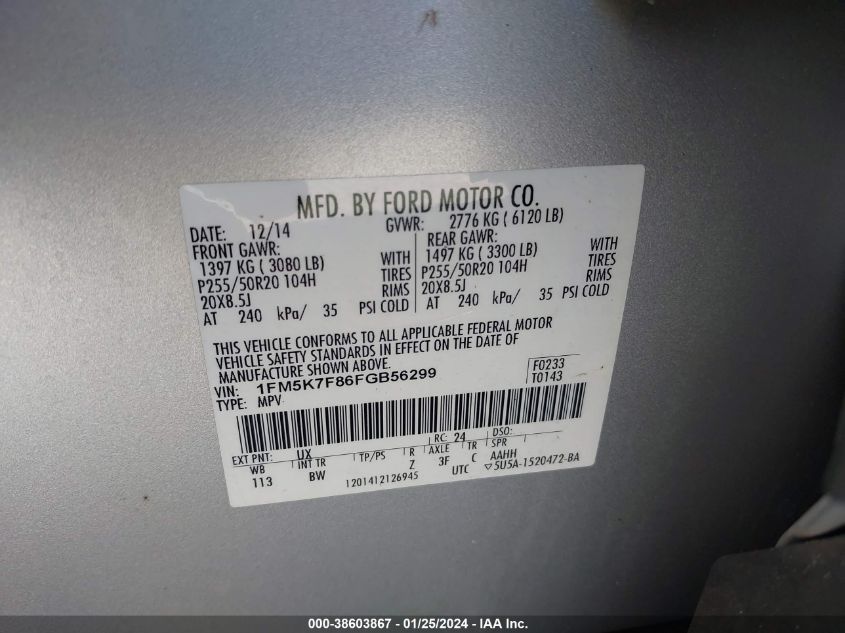 MFD. BY FORD MOTOR CO.
DATE: 12/14 GVWR: 2776 KG ( 6120 LB)
FRONT GAWR: REAR GAWR:
1397 KG ( 3080 LB) WITH 1497 KG ( 3300 LB) WITH
P255/50R20 104H TIRES P255/50R20 104H TIRES
20X8.5J RIMS 20X8.5J RIMS
AT 240 kPa/ 35 PSI COLD AT 240 kPa/ 35 PSI COLD
THIS VEHICLE CONFORMS TO ALL APPLICABLE FEDERAL MOTOR
VEHICLE SAFETY STANDARDS IN EFFECT ON THE DATE OF
MANUFACTURE SHOWN ABOVE.
VIN: 1FM5K7F86FGB56299 F0233
TYPE: MPV T0143
EXT PNT: UX RC: 24 DSO:
WB INT TR TP/PS R AXLE TR SPR
113 BW Z 3F C AAHH
1201412126945 UTC ▽5U5A-1520472-BA
000-38603867 - 01/25/2024 - IAA, Inc.